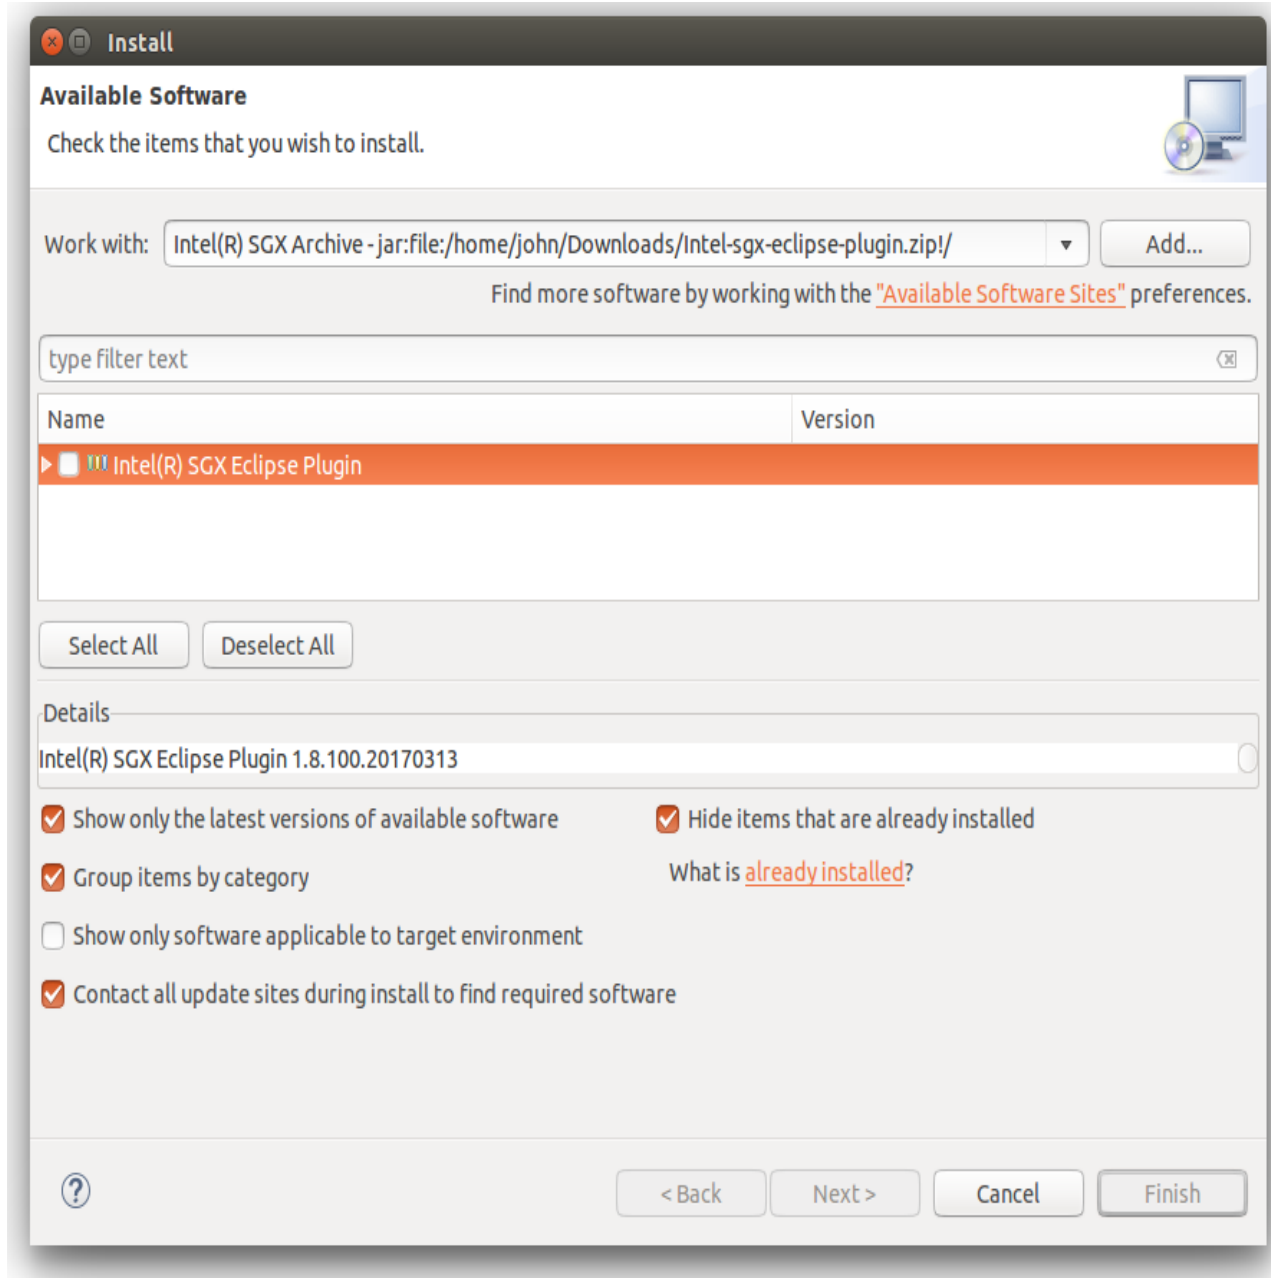 Install
Available Software
Check the items that you wish to install.
Work with: Intel(R) SGX Archive - jar:file:/home/john/Downloads/Intel-sgx-eclipse-plugin.zip!/ Add...
Find more software by working with the "Available Software Sites" preferences.
type filter text
Name Version
Intel(R) SGX Eclipse Plugin
Select All Deselect All
Details
Intel(R) SGX Eclipse Plugin 1.8.100.20170313
Show only the latest versions of available software Hide items that are already installed
Group items by category What is already installed?
Show only software applicable to target environment
Contact all update sites during install to find required software
? < Back Next > Cancel Finish